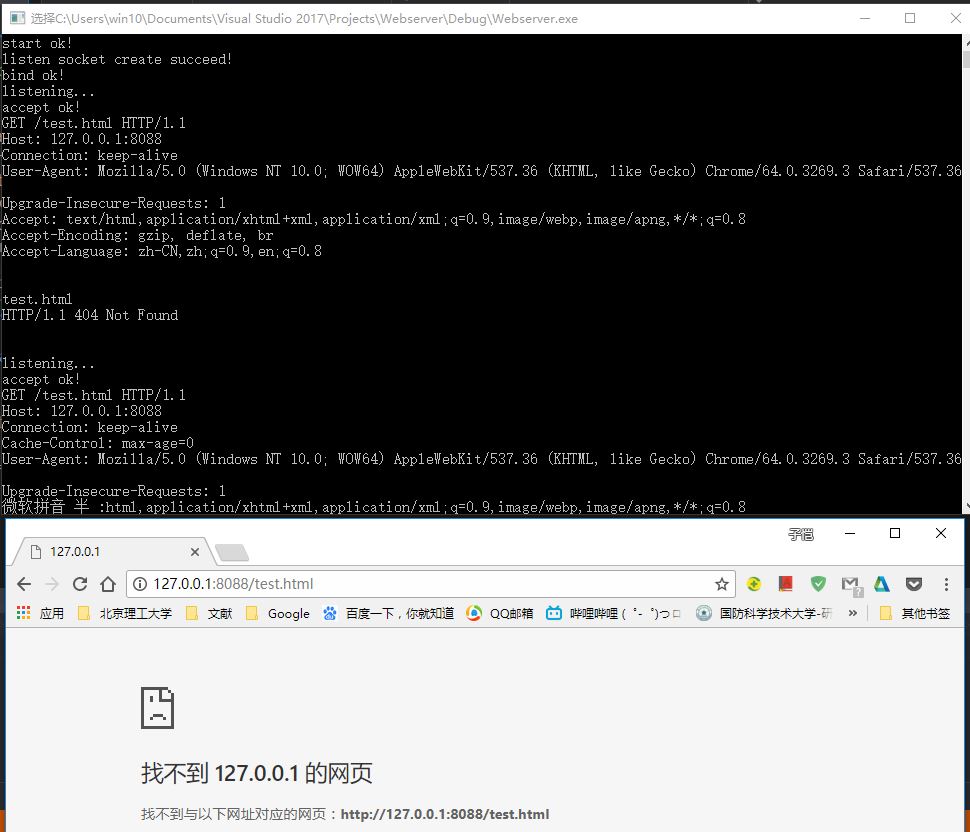 选择C:\Users\win10\Documents\Visual Studio 2017\Projects\Webserver\Debug\Webserver.exe
start ok!
listen socket create succeed!
bind ok!
listening...
accept ok!
GET /test.html HTTP/1.1
Host: 127.0.0.1:8088
Connection: keep-alive
User-Agent: Mozilla/5.0 (Windows NT 10.0; WOW64) AppleWebKit/537.36 (KHTML, like Gecko) Chrome/64.0.3269.3 Safari/537.36
Upgrade-Insecure-Requests: 1
Accept: text/html,application/xhtml+xml,application/xml;q=0.9,image/webp,image/apng,*/*;q=0.8
Accept-Encoding: gzip, deflate, br
Accept-Language: zh-CN,zh;q=0.9,en;q=0.8
test.html
HTTP/1.1 404 Not Found
listening...
accept ok!
GET /test.html HTTP/1.1
Host: 127.0.0.1:8088
Connection: keep-alive
Cache-Control: max-age=0
User-Agent: Mozilla/5.0 (Windows NT 10.0; WOW64) AppleWebKit/537.36 (KHTML, like Gecko) Chrome/64.0.3269.3 Safari/537.36
Upgrade-Insecure-Requests: 1
微软拼音 半 :html,application/xhtml+xml,application/xml;q=0.9,image/webp,image/apng,*/*;q=0.8
127.0.0.1
127.0.0.1:8088/test.html
应用 北京理工大学 文献 Google 百度一下，你就知道 QQ邮箱 哔哩哔哩 ( ゜- ゜)つロ 国防科学技术大学-研 » 其他书签
找不到 127.0.0.1 的网页
找不到与以下网址对应的网页：http://127.0.0.1:8088/test.html